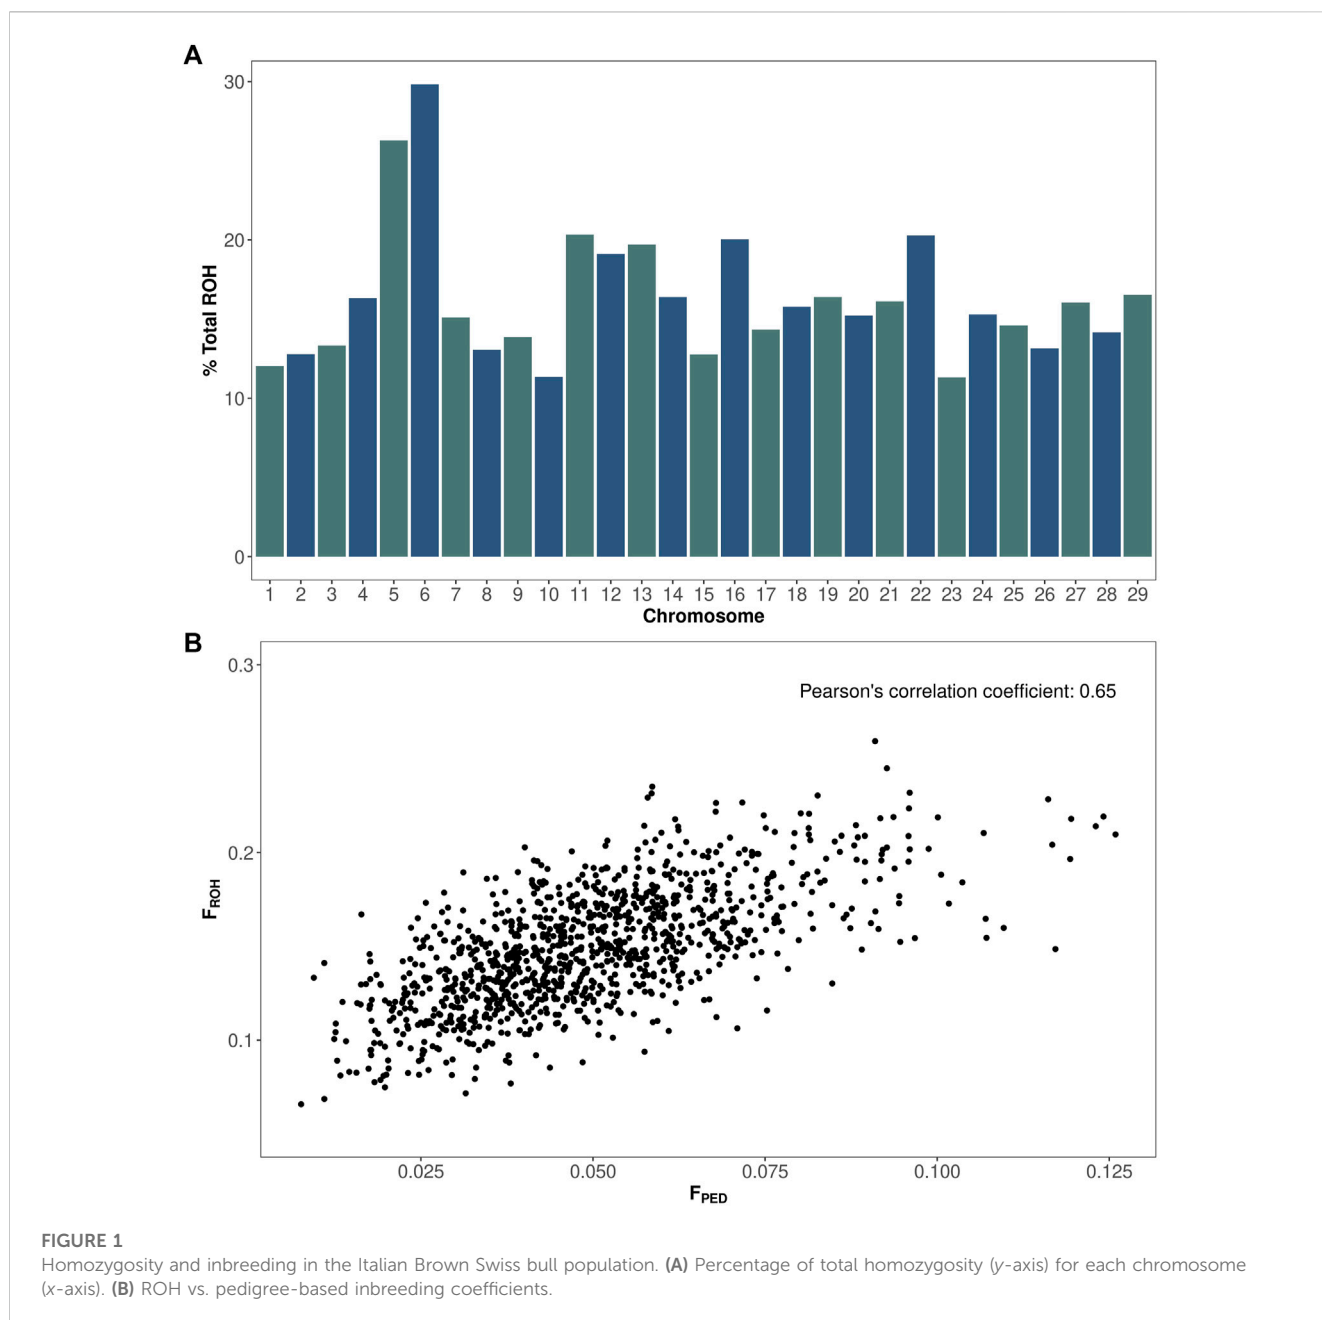 A
30
20
10
0
% Total ROH
1 2 3 4 5 6 7 8 9 10 11 12 13 14 15 16 17 18 19 20 21 22 23 24 25 26 27 28 29
Chromosome
B
0.3
0.2
0.1
F_ROH
Pearson's correlation coefficient: 0.65
0.025 0.050 0.075 0.100 0.125
F_PED
FIGURE 1
Homozygosity and inbreeding in the Italian Brown Swiss bull population. (A) Percentage of total homozygosity (y-axis) for each chromosome
(x-axis). (B) ROH vs. pedigree-based inbreeding coefficients.